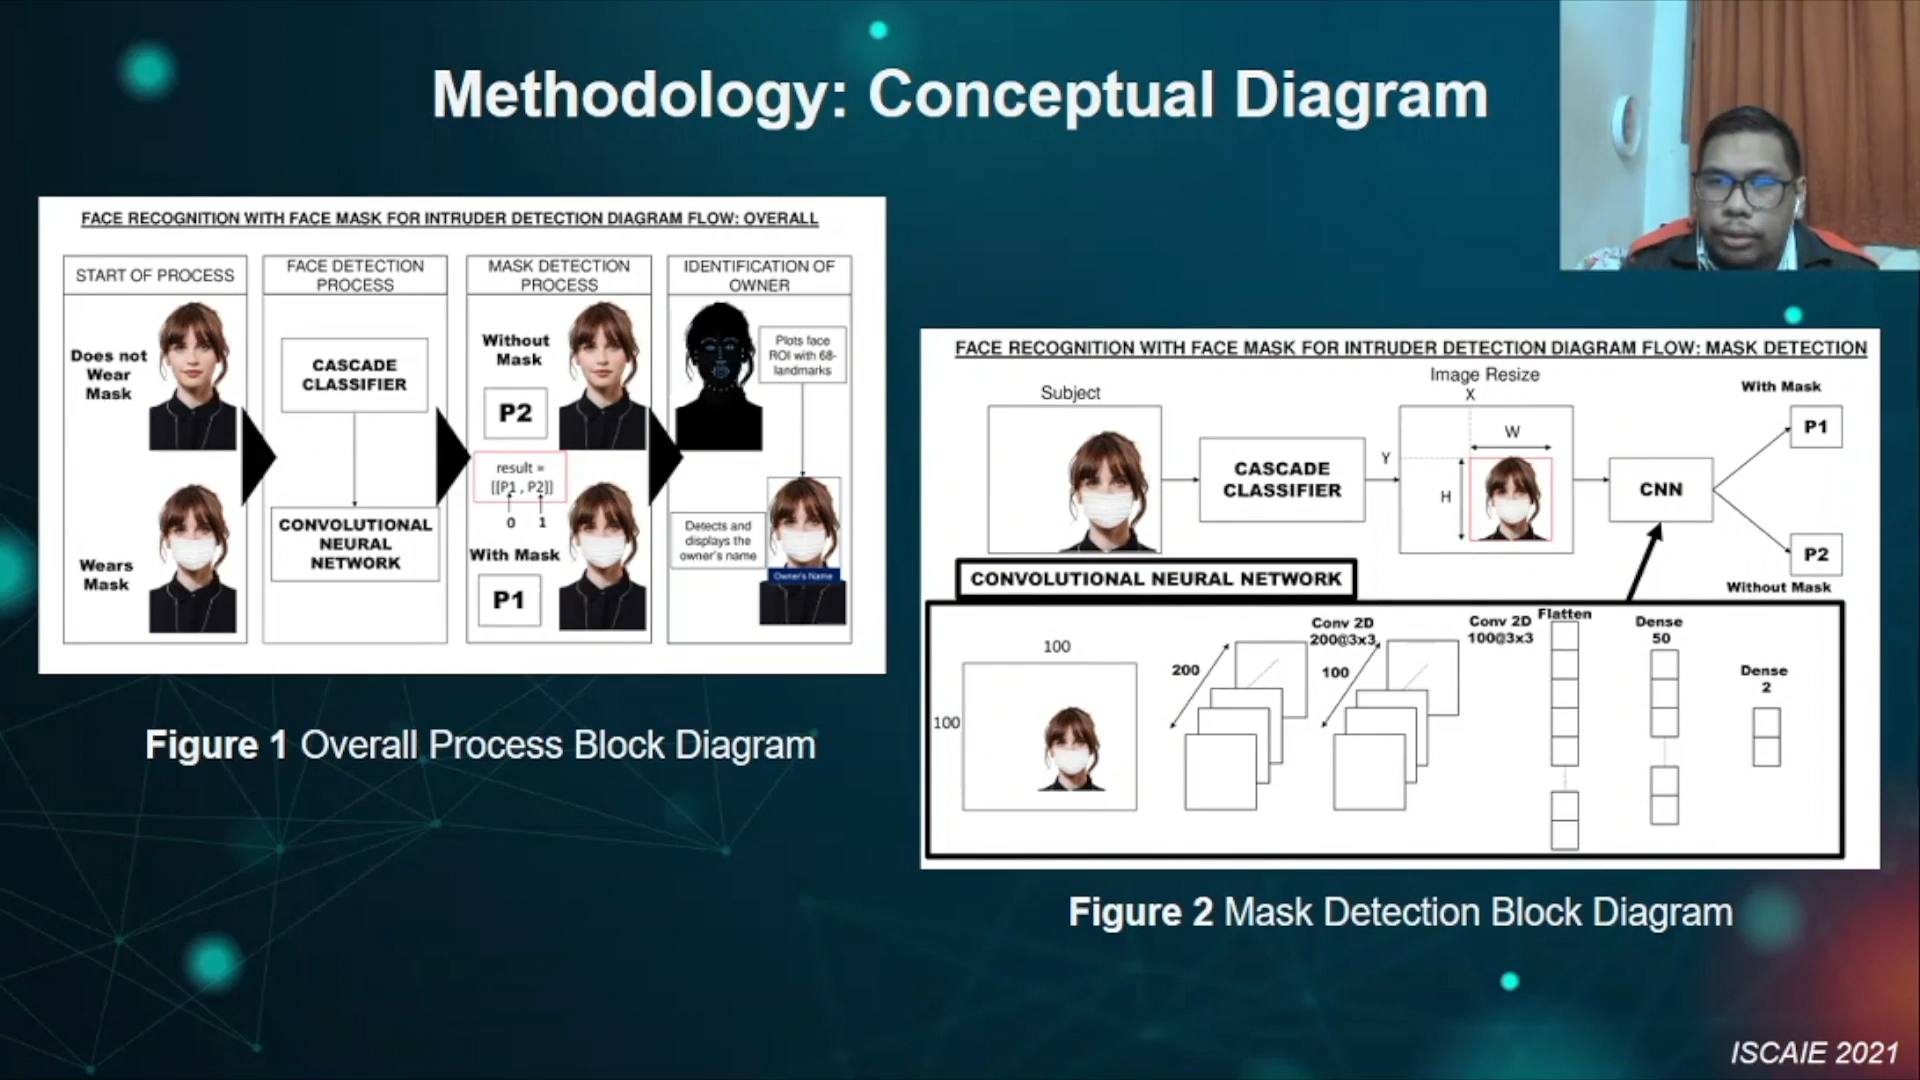 Methodology: Conceptual Diagram
FACE RECOGNITION WITH FACE MASK FOR INTRUDER DETECTION DIAGRAM FLOW: OVERALL
START OF PROCESS
Does not
Wear
Mask
Wears
Mask
FACE DETECTION
PROCESS
CASCADE
CLASSIFIER
CONVOLUTIONAL
NEURAL
NETWORK
MASK DETECTION
PROCESS
Without
Mask
P2
result =
[[P1 , P2]]
0 1
With Mask
P1
IDENTIFICATION OF
OWNER
Plots face
ROI with 68-
landmarks
Detects and
displays the
owner's name
Owner's Name
Figure 1 Overall Process Block Diagram
FACE RECOGNITION WITH FACE MASK FOR INTRUDER DETECTION DIAGRAM FLOW: MASK DETECTION
Subject
CASCADE
CLASSIFIER
Image Resize
X
Y
W
H
CNN
With Mask
P1
P2
Without Mask
CONVOLUTIONAL NEURAL NETWORK
100
100
200
Conv 2D
200@3x3
100
Conv 2D
100@3x3
Flatten
Dense
50
Dense
2
Figure 2 Mask Detection Block Diagram
ISCAIE 2021